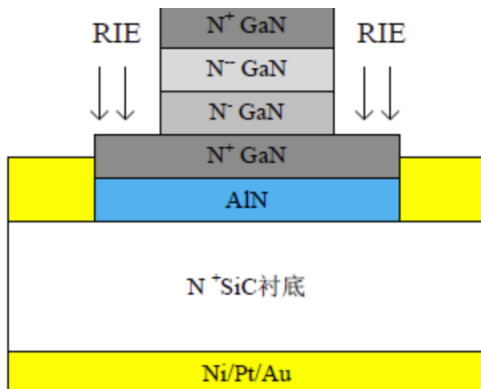 N⁺ GaN
RIE
RIE
N⁻⁻ GaN
N⁻ GaN
N⁺ GaN
AlN
N ⁺SiC衬底
Ni/Pt/Au